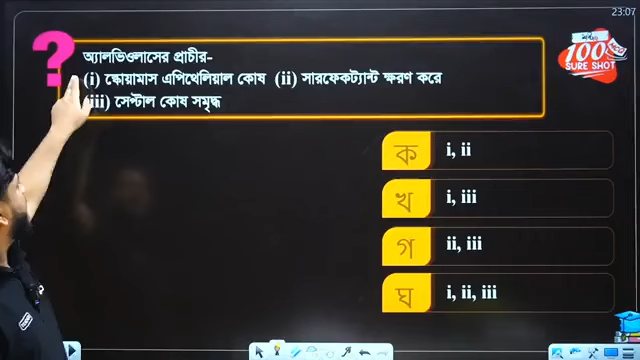 23:07
অ্যালভিওলাসের প্রাচীর-
(i) স্কোয়ামাস এপিথেলিয়াল কোষ (ii) সারফেকট্যান্ট ক্ষরণ করে
(iii) সেপ্টাল কোষ সমৃদ্ধ
100
SURE SHOT
ক i, ii
খ i, iii
গ ii, iii
ঘ i, ii, iii